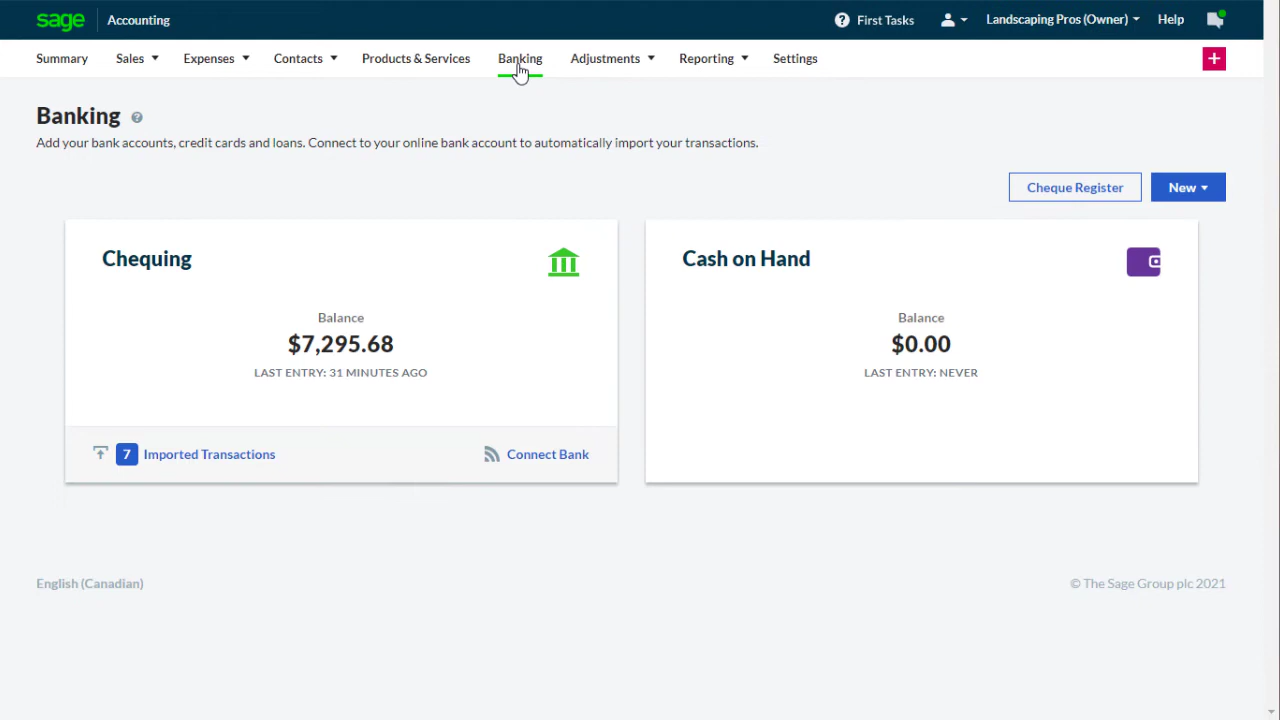 sage Accounting First Tasks Landscaping Pros (Owner) Help
Summary Sales Expenses Contacts Products & Services Banking Adjustments Reporting Settings +
Banking ?
Add your bank accounts, credit cards and loans. Connect to your online bank account to automatically import your transactions.
Cheque Register New
Chequing
Balance
$7,295.68
LAST ENTRY: 31 MINUTES AGO
7 Imported Transactions Connect Bank
Cash on Hand
Balance
$0.00
LAST ENTRY: NEVER
English (Canadian) © The Sage Group plc 2021